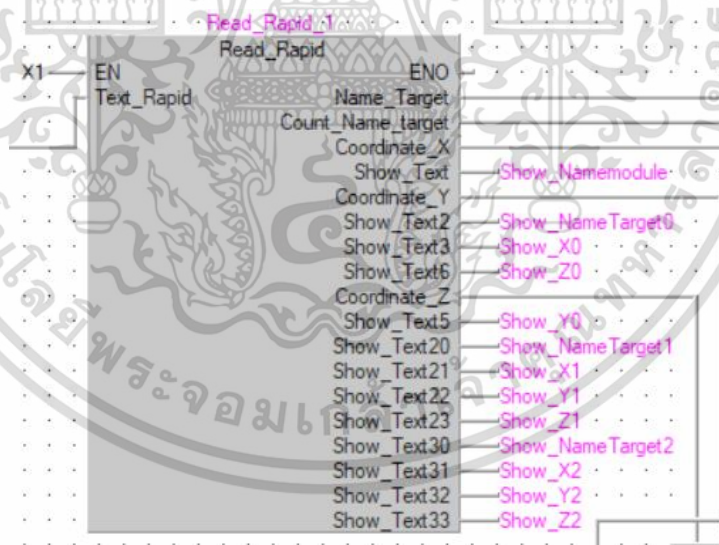 Read_Rapid_1
Read_Rapid
X1 EN ENO
Text_Rapid Name_Target
Count_Name_target
Coordinate_X
Show_Text Show_Namemodule
Coordinate_Y
Show_Text2 Show_NameTarget0
Show_Text3 Show_X0
Show_Text6 Show_Z0
Coordinate_Z
Show_Text5 Show_Y0
Show_Text20 Show_NameTarget1
Show_Text21 Show_X1
Show_Text22 Show_Y1
Show_Text23 Show_Z1
Show_Text30 Show_NameTarget2
Show_Text31 Show_X2
Show_Text32 Show_Y2
Show_Text33 Show_Z2